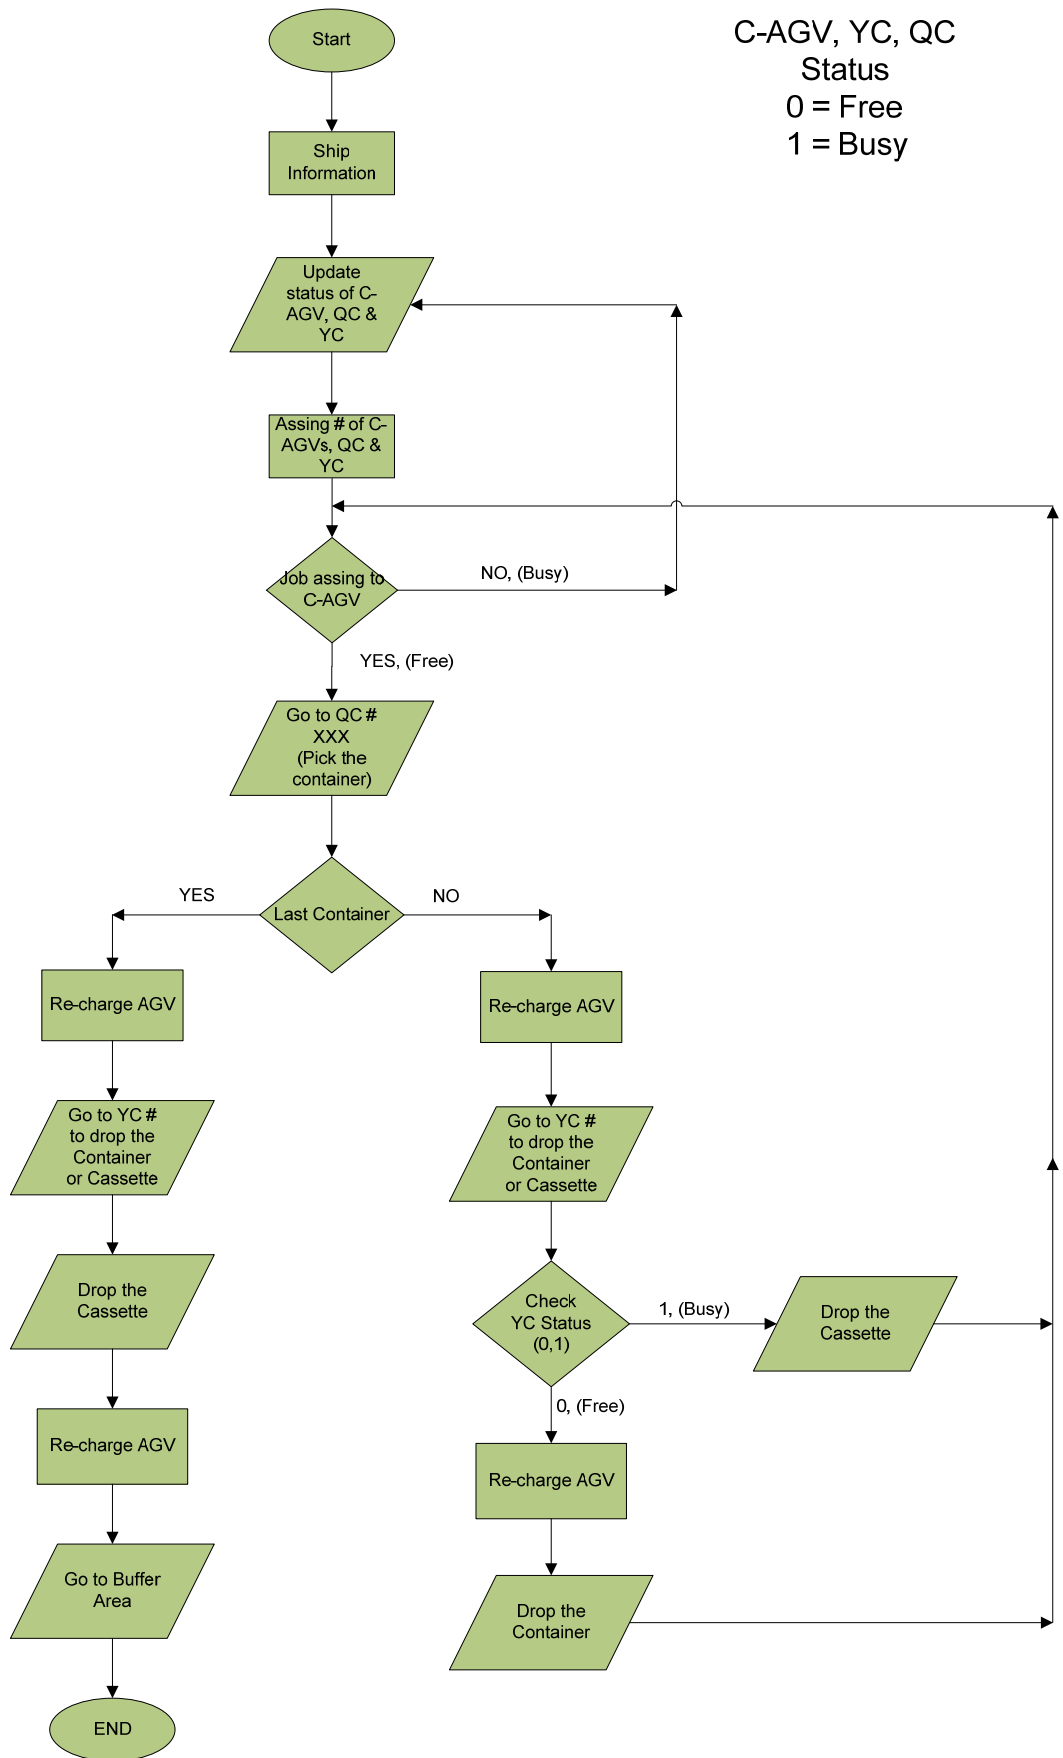 C-AGV, YC, QC
Status
0 = Free
1 = Busy
Start
Ship
Information
Update
status of C-
AGV, QC &
YC
Assing # of C-
AGVs, QC &
YC
Job assing to
C-AGV
NO, (Busy)
YES, (Free)
Go to QC #
XXX
(Pick the
container)
Last Container
YES
NO
Re-charge AGV
Go to YC #
to drop the
Container
or Cassette
Drop the
Cassette
Re-charge AGV
Go to Buffer
Area
END
Re-charge AGV
Go to YC #
to drop the
Container
or Cassette
Check
YC Status
(0,1)
1, (Busy)
Drop the
Cassette
0, (Free)
Re-charge AGV
Drop the
Container